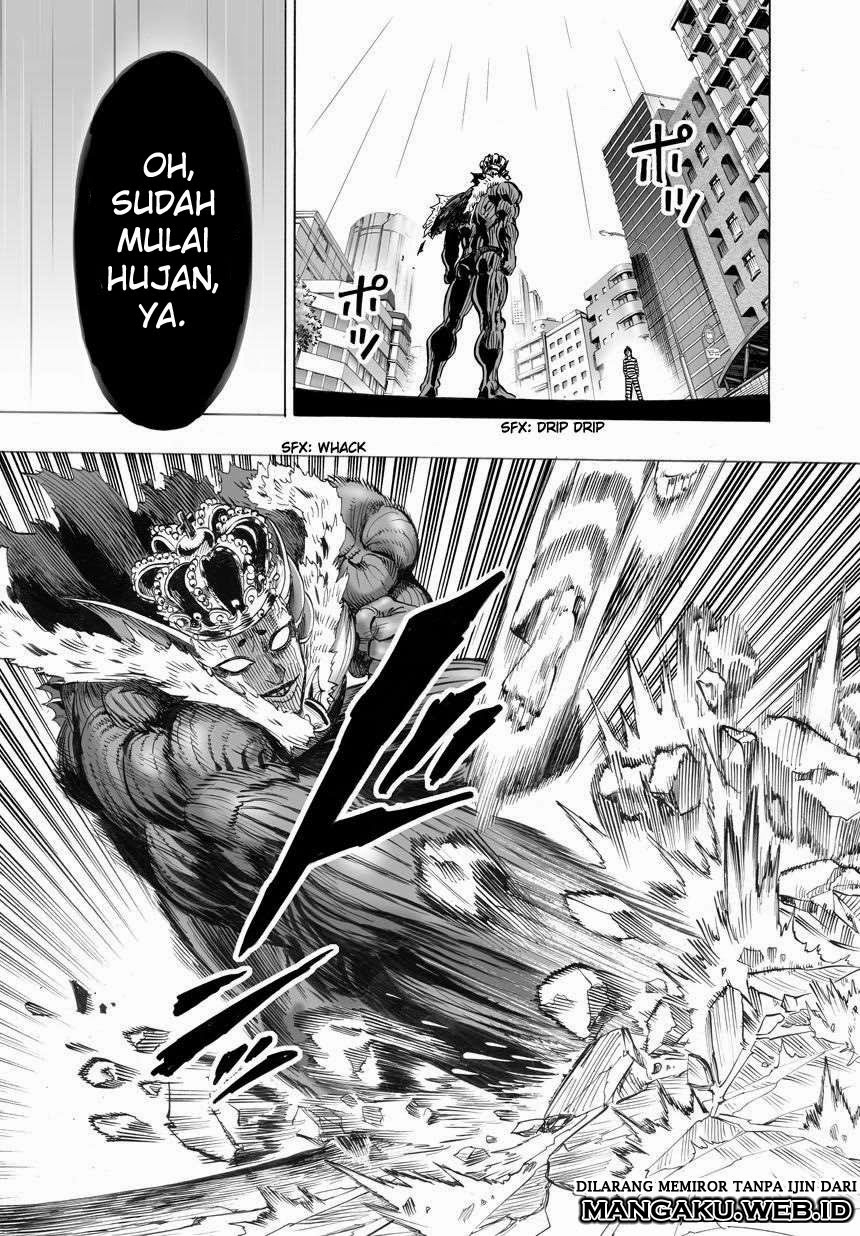 ポッ
ポッ
SFX: DRIP DRIP
OH,
SUDAH
MULAI
HUJAN,
YA.
SFX: WHACK
ドッ
DILARANG MEMIROR TANPA IJIN DARI
MANGAKU.WEB.ID